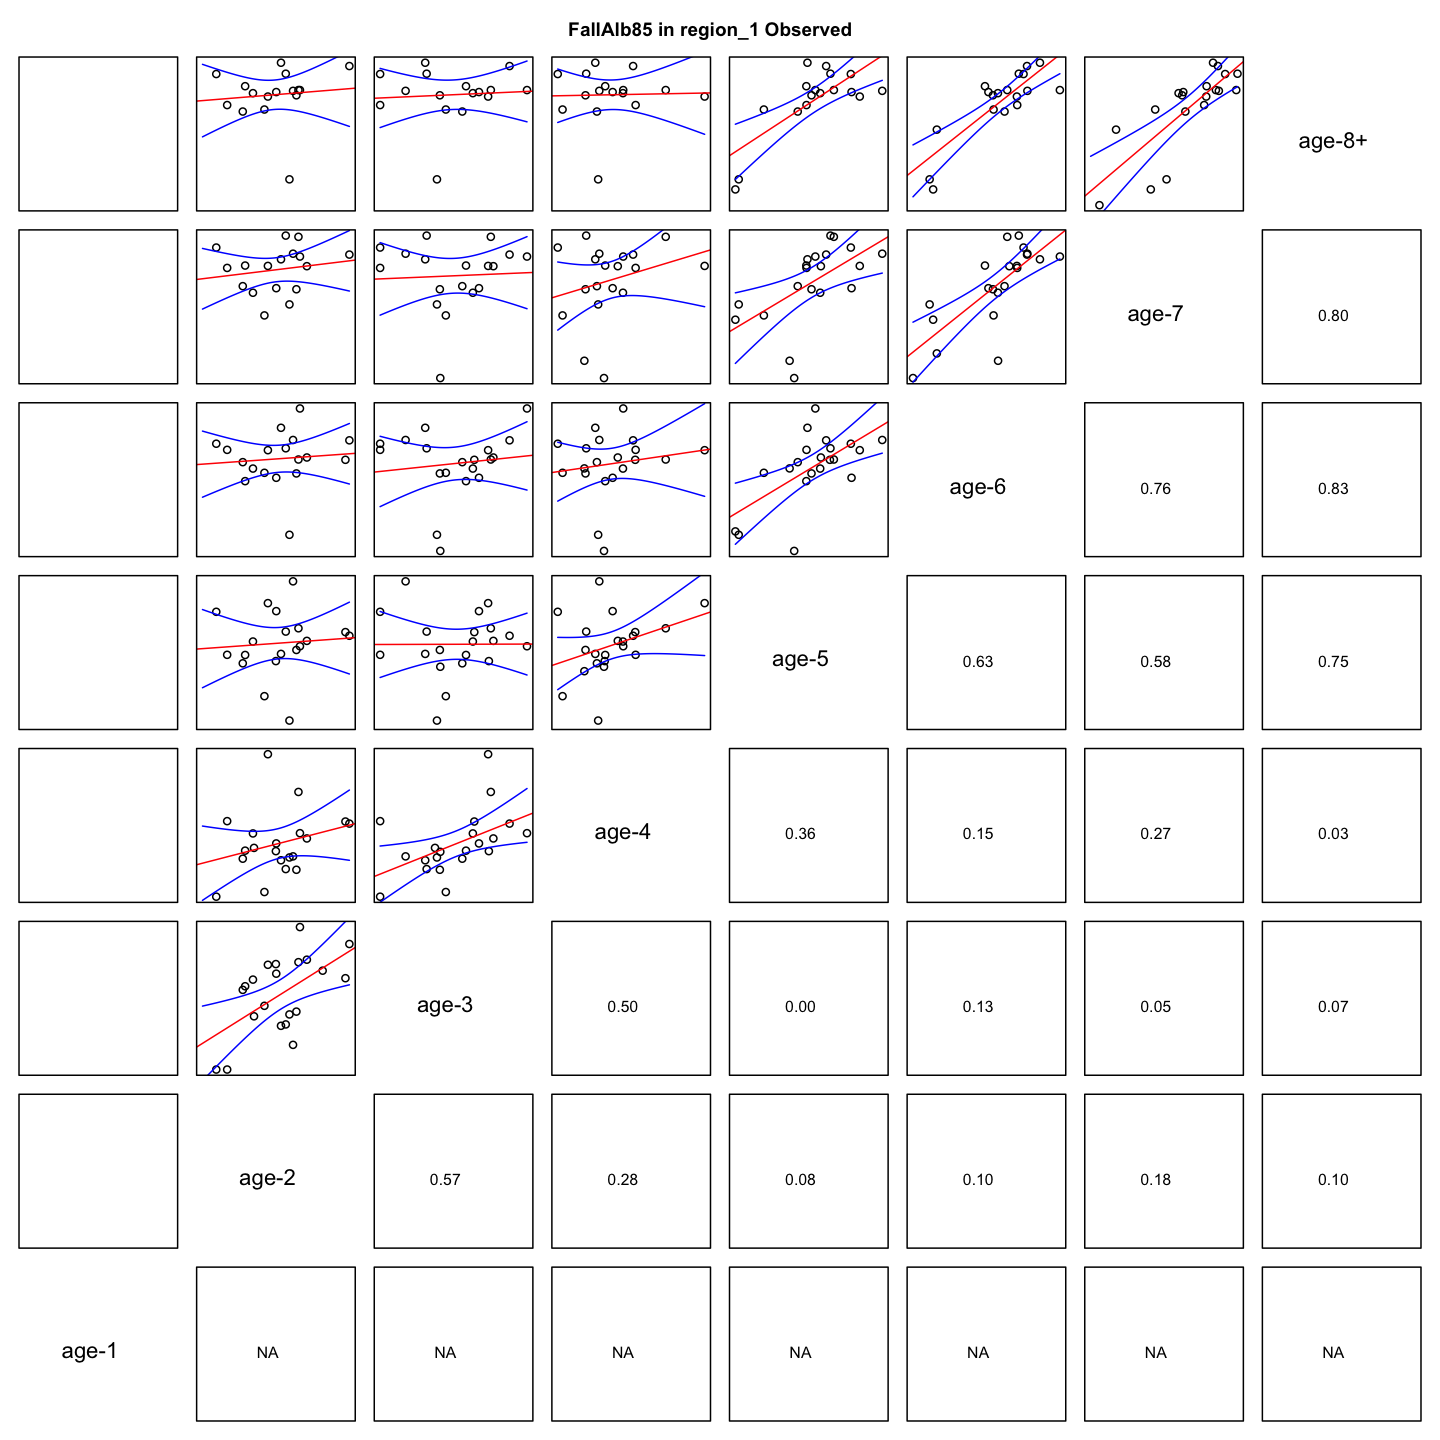 FallAlb85 in region_1 Observed
age-8+
age-7 0.80
age-6 0.76 0.83
age-5 0.63 0.58 0.75
age-4 0.36 0.15 0.27 0.03
age-3 0.50 0.00 0.13 0.05 0.07
age-2 0.57 0.28 0.08 0.10 0.18 0.10
age-1 NA NA NA NA NA NA NA